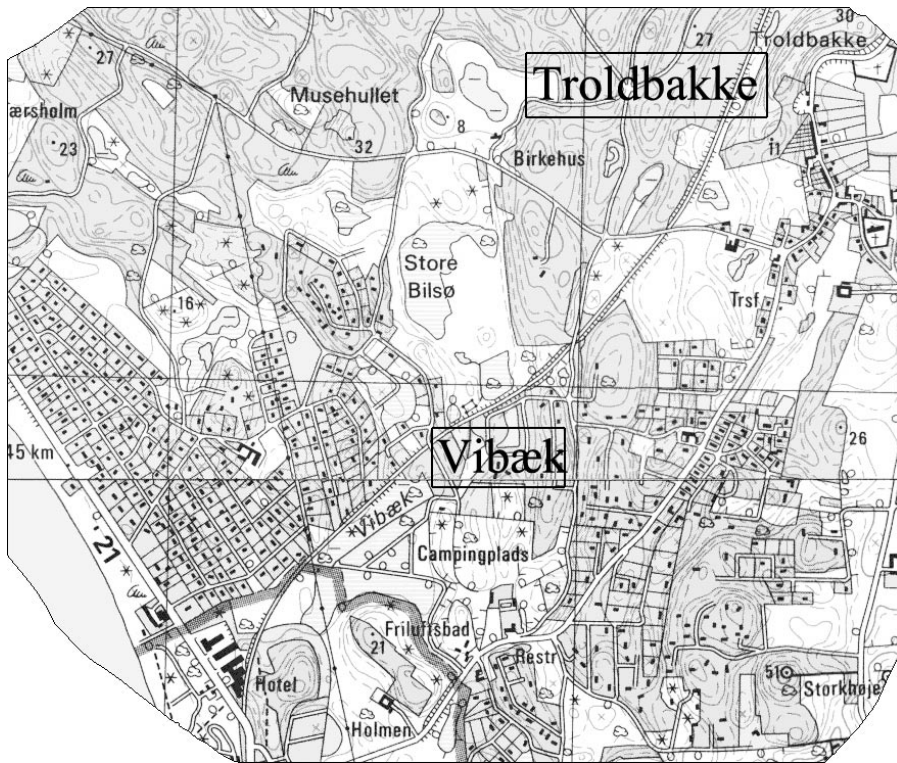 30
Troldbakke
27
27
Troldbakke
Musehullet
ærsholm
8
11
23
32
Birkehus
Store
Bilsø
16
Trsf
45 km
Vibæk
26
Vibæk
21
Campingplads
Friluftsbad
21
Restr
51
Storkhøje
Hotel
Holmen